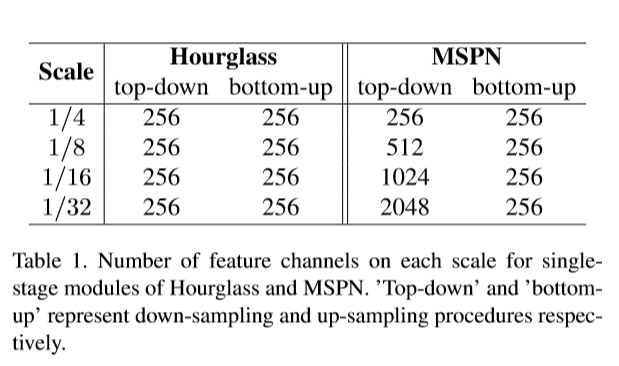 Scale Hourglass MSPN
top-down bottom-up top-down bottom-up
1/4 256 256 256 256
1/8 256 256 512 256
1/16 256 256 1024 256
1/32 256 256 2048 256
Table 1. Number of feature channels on each scale for single-
stage modules of Hourglass and MSPN. ’Top-down’ and ’bottom-
up’ represent down-sampling and up-sampling procedures respec-
tively.